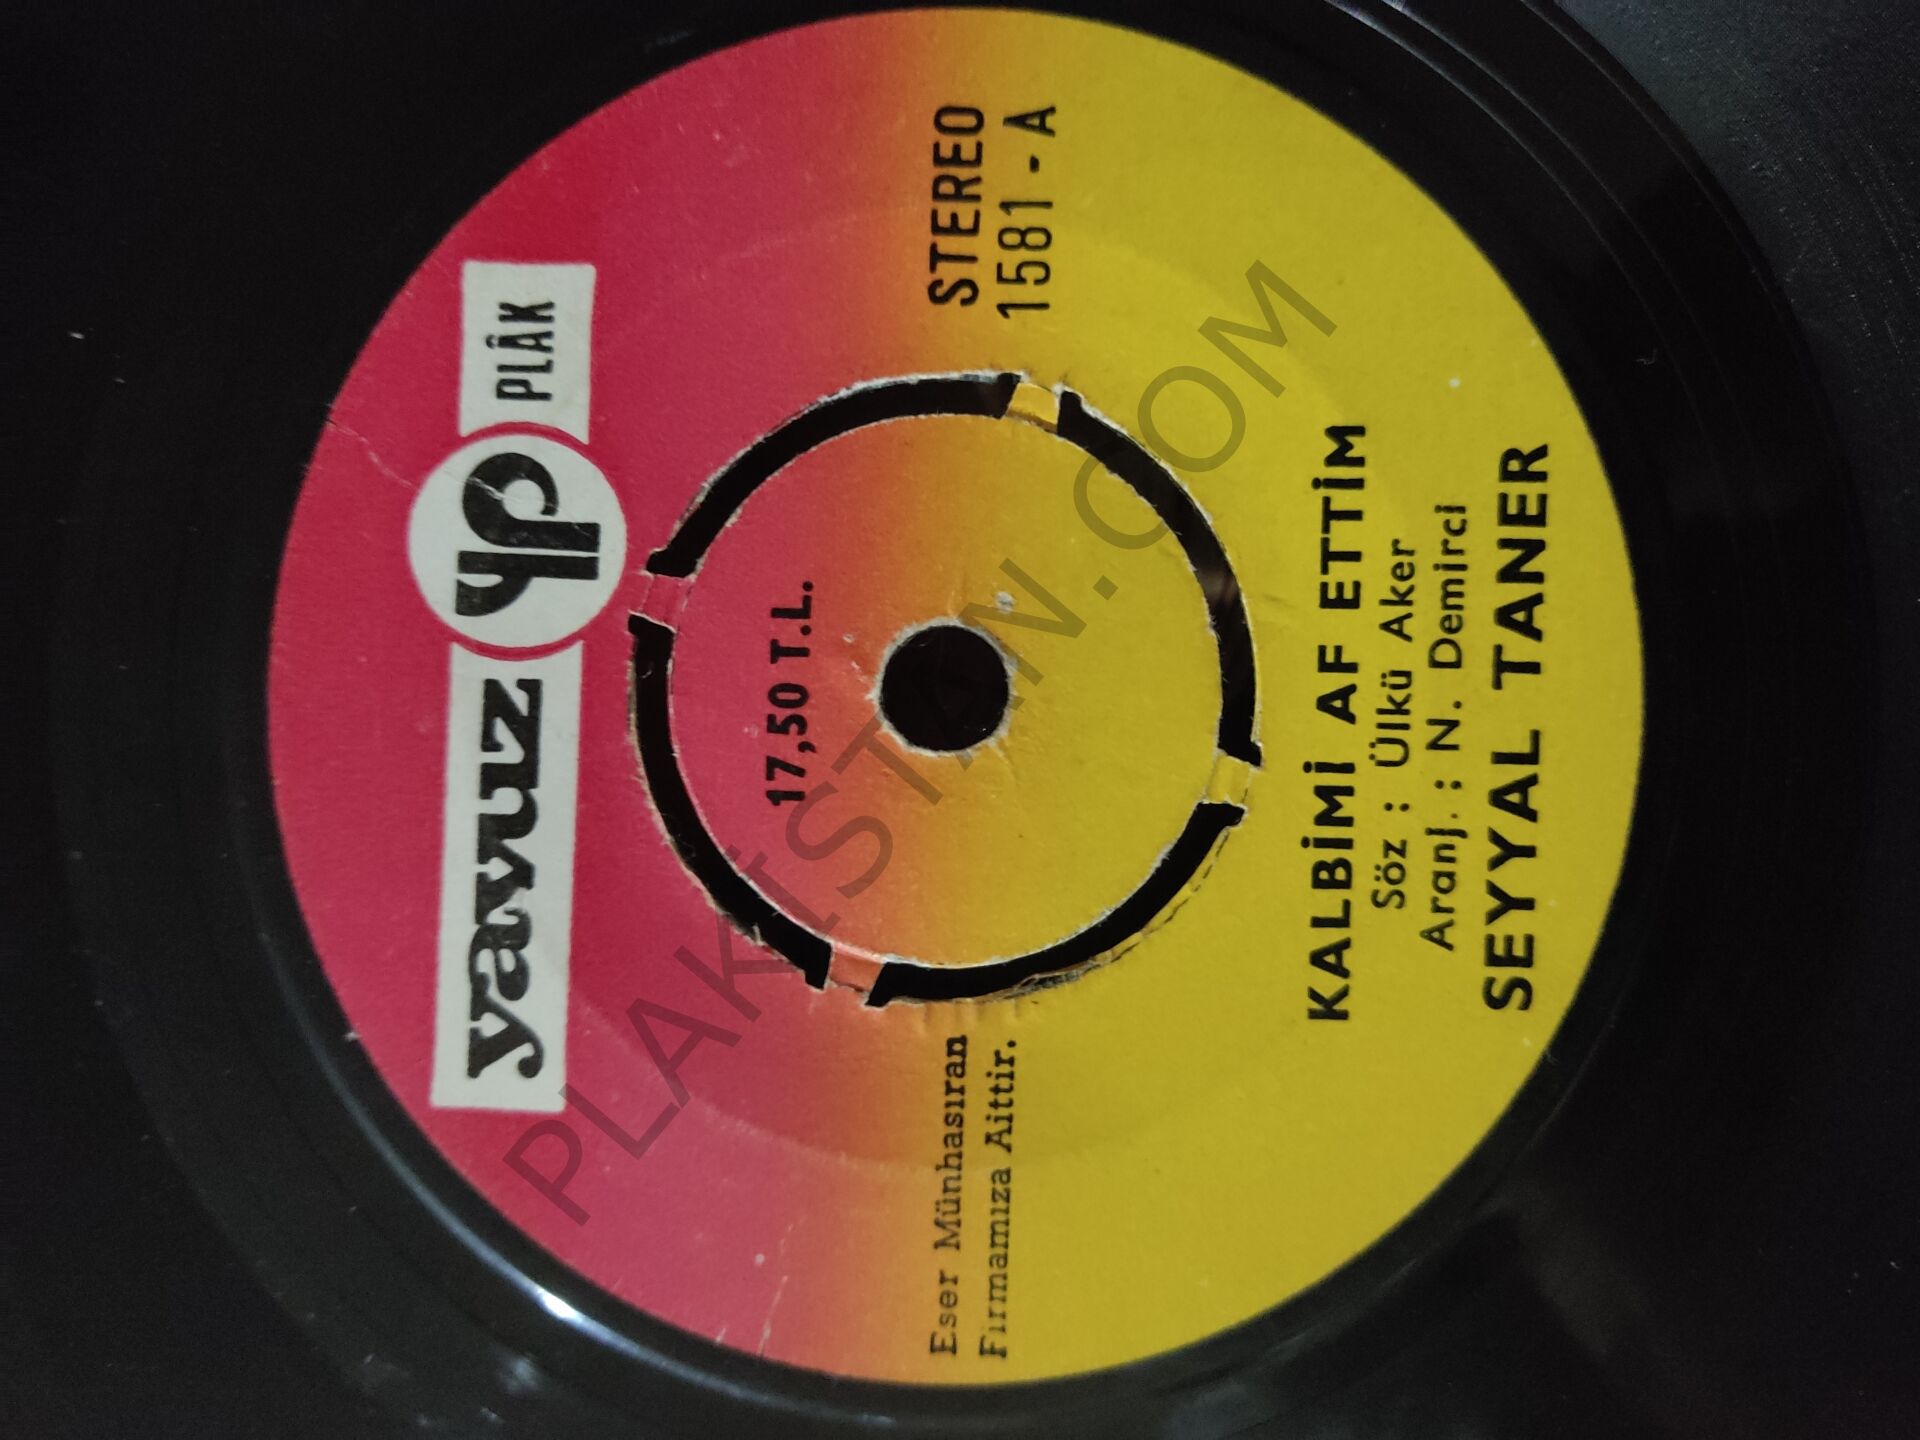 yavuz yp PLÂK
17,50 T.L.
Eser Münhasıran
Firmamıza Aittir.
STEREO
1581 - A
KALBİMİ AF ETTİM
Söz : Ülkü Aker
Aranj. : N. Demirci
SEYYAL TANER
PLAKİSTAN.COM